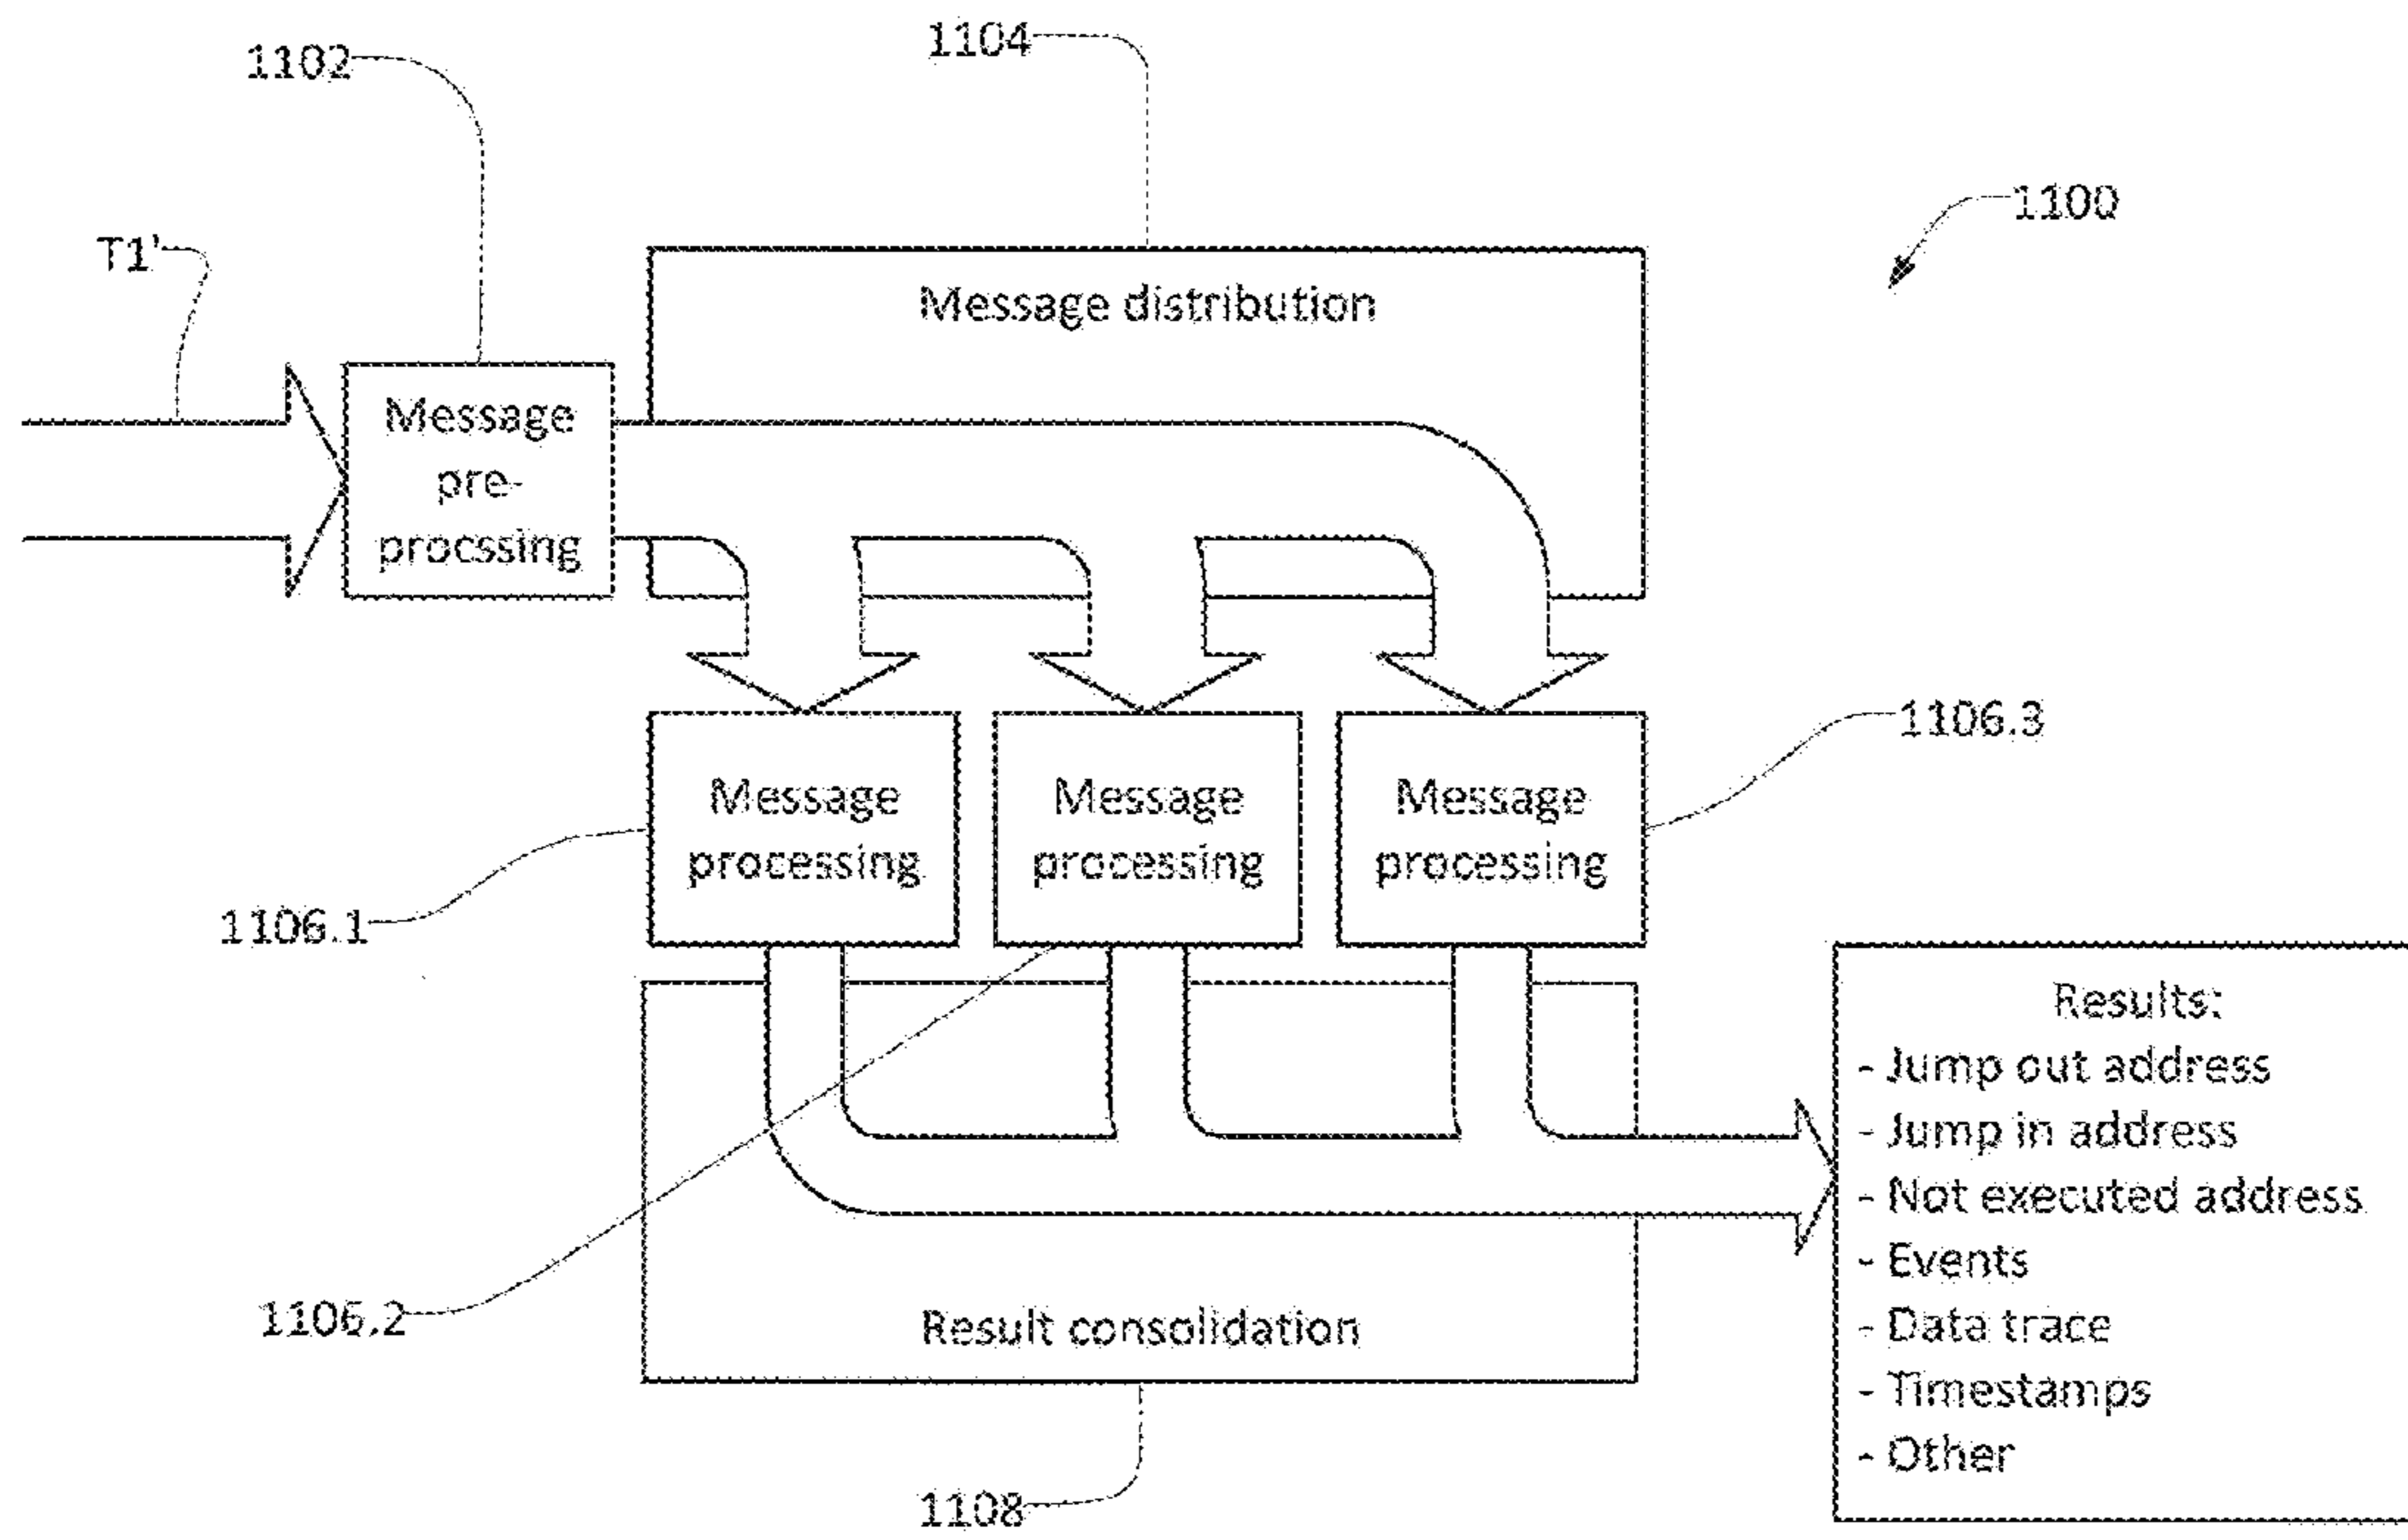 1104
1102
1100
T1'
Message distribution
Message
pre-
procssing
1106.3
Message
processing
Message
processing
Message
processing
1106.1
Results:
- Jump out address
- Jump in address
- Not executed address
- Events
- Data trace
- Timestamps
- Other
1106.2
Result consolidation
1108